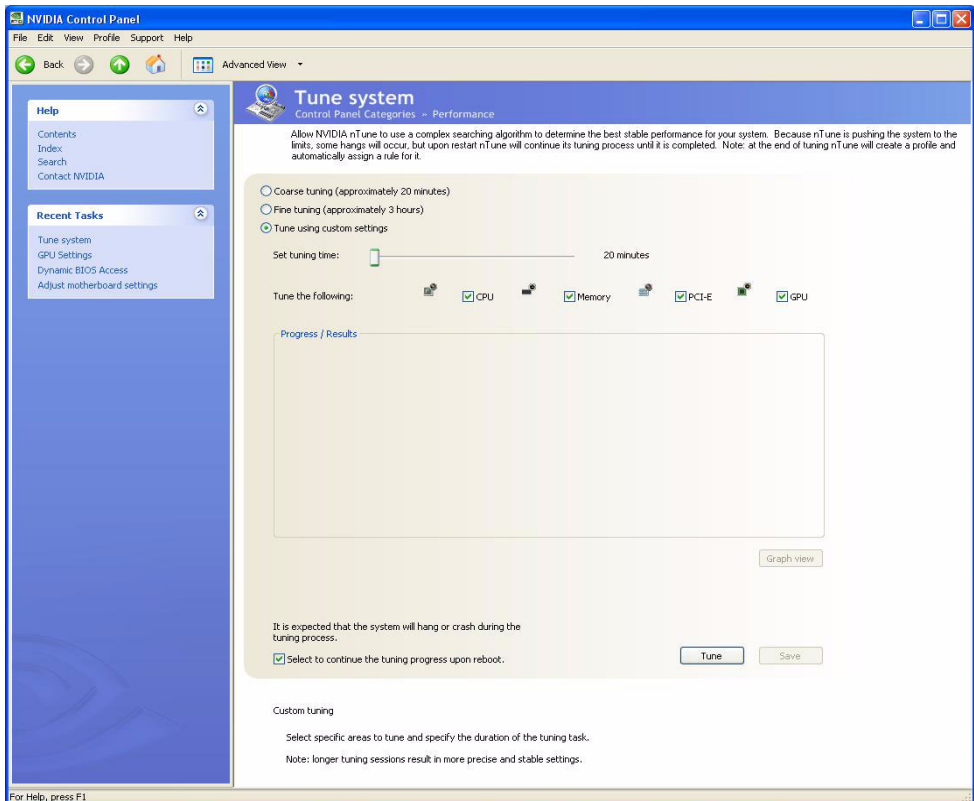 NVIDIA Control Panel
File Edit View Profile Support Help
Back Advanced View
Help
Contents
Index
Search
Contact NVIDIA
Recent Tasks
Tune system
GPU Settings
Dynamic BIOS Access
Adjust motherboard settings
Tune system
Control Panel Categories » Performance
Allow NVIDIA nTune to use a complex searching algorithm to determine the best stable performance for your system. Because nTune is pushing the system to the
limits, some hangs will occur, but upon restart nTune will continue its tuning process until it is completed. Note: at the end of tuning nTune will create a profile and
automatically assign a rule for it.
Coarse tuning (approximately 20 minutes)
Fine tuning (approximately 3 hours)
Tune using custom settings
Set tuning time: 20 minutes
Tune the following: CPU Memory PCI-E GPU
Progress / Results
Graph view
It is expected that the system will hang or crash during the
tuning process.
Select to continue the tuning progress upon reboot.
Tune Save
Custom tuning
Select specific areas to tune and specify the duration of the tuning task.
Note: longer tuning sessions result in more precise and stable settings.
For Help, press F1